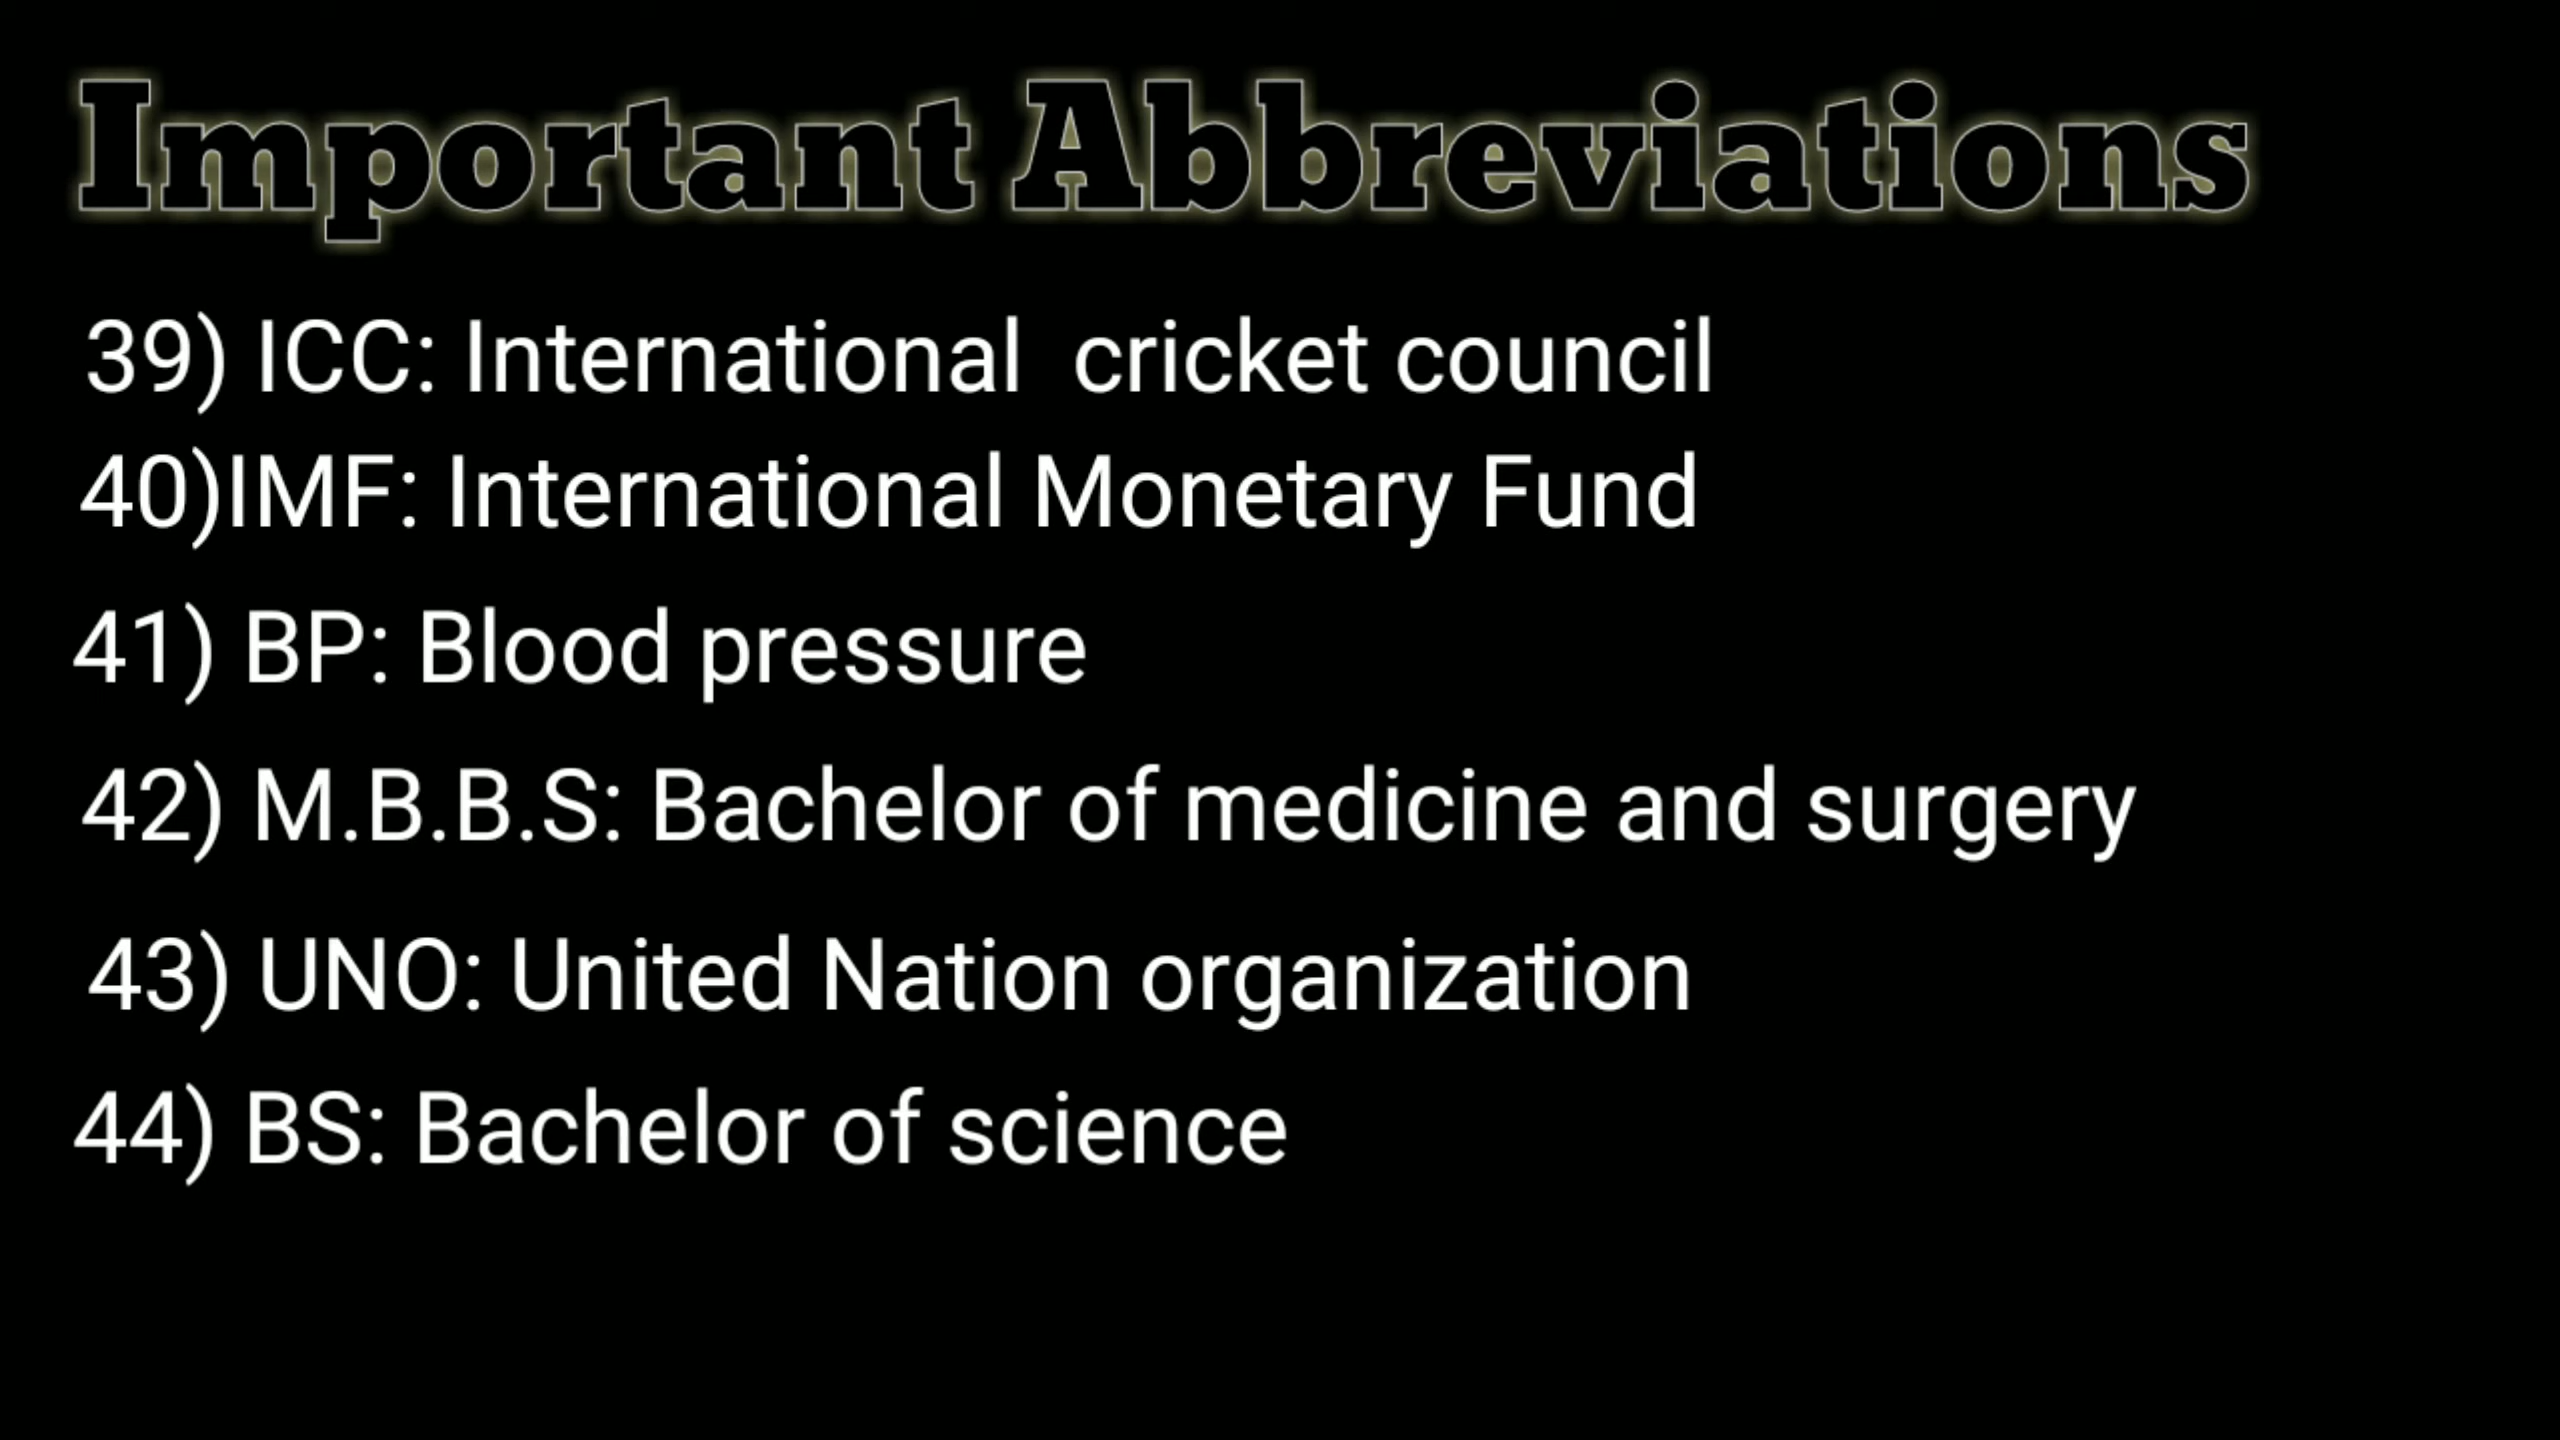 Important Abbreviations
39) ICC: International  cricket council
40)IMF: International Monetary Fund
41) BP: Blood pressure
42) M.B.B.S: Bachelor of medicine and surgery
43) UNO: United Nation organization
44) BS: Bachelor of science